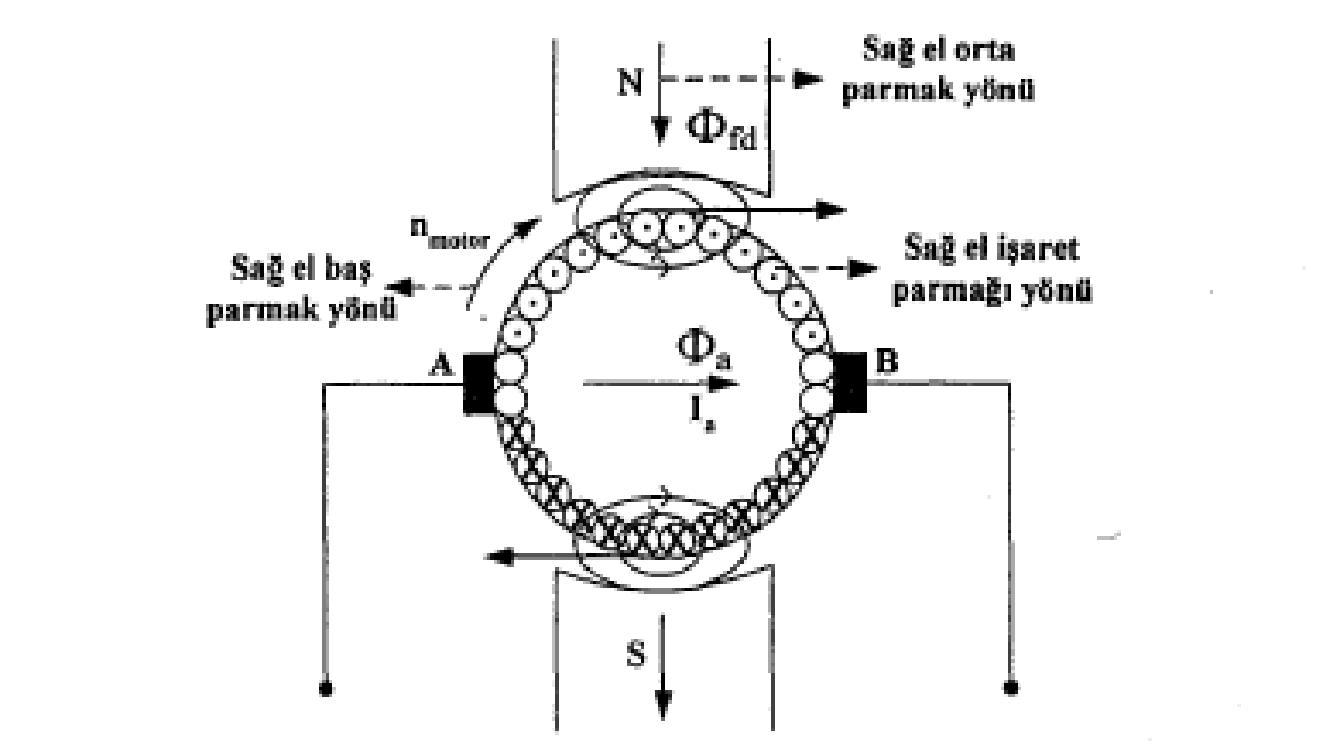 Sağ el orta
parmak yönü
N
Φfd
nmotor
Sağ el baş
parmak yönü
Sağ el işaret
parmağı yönü
A
Φa
B
Ia
S